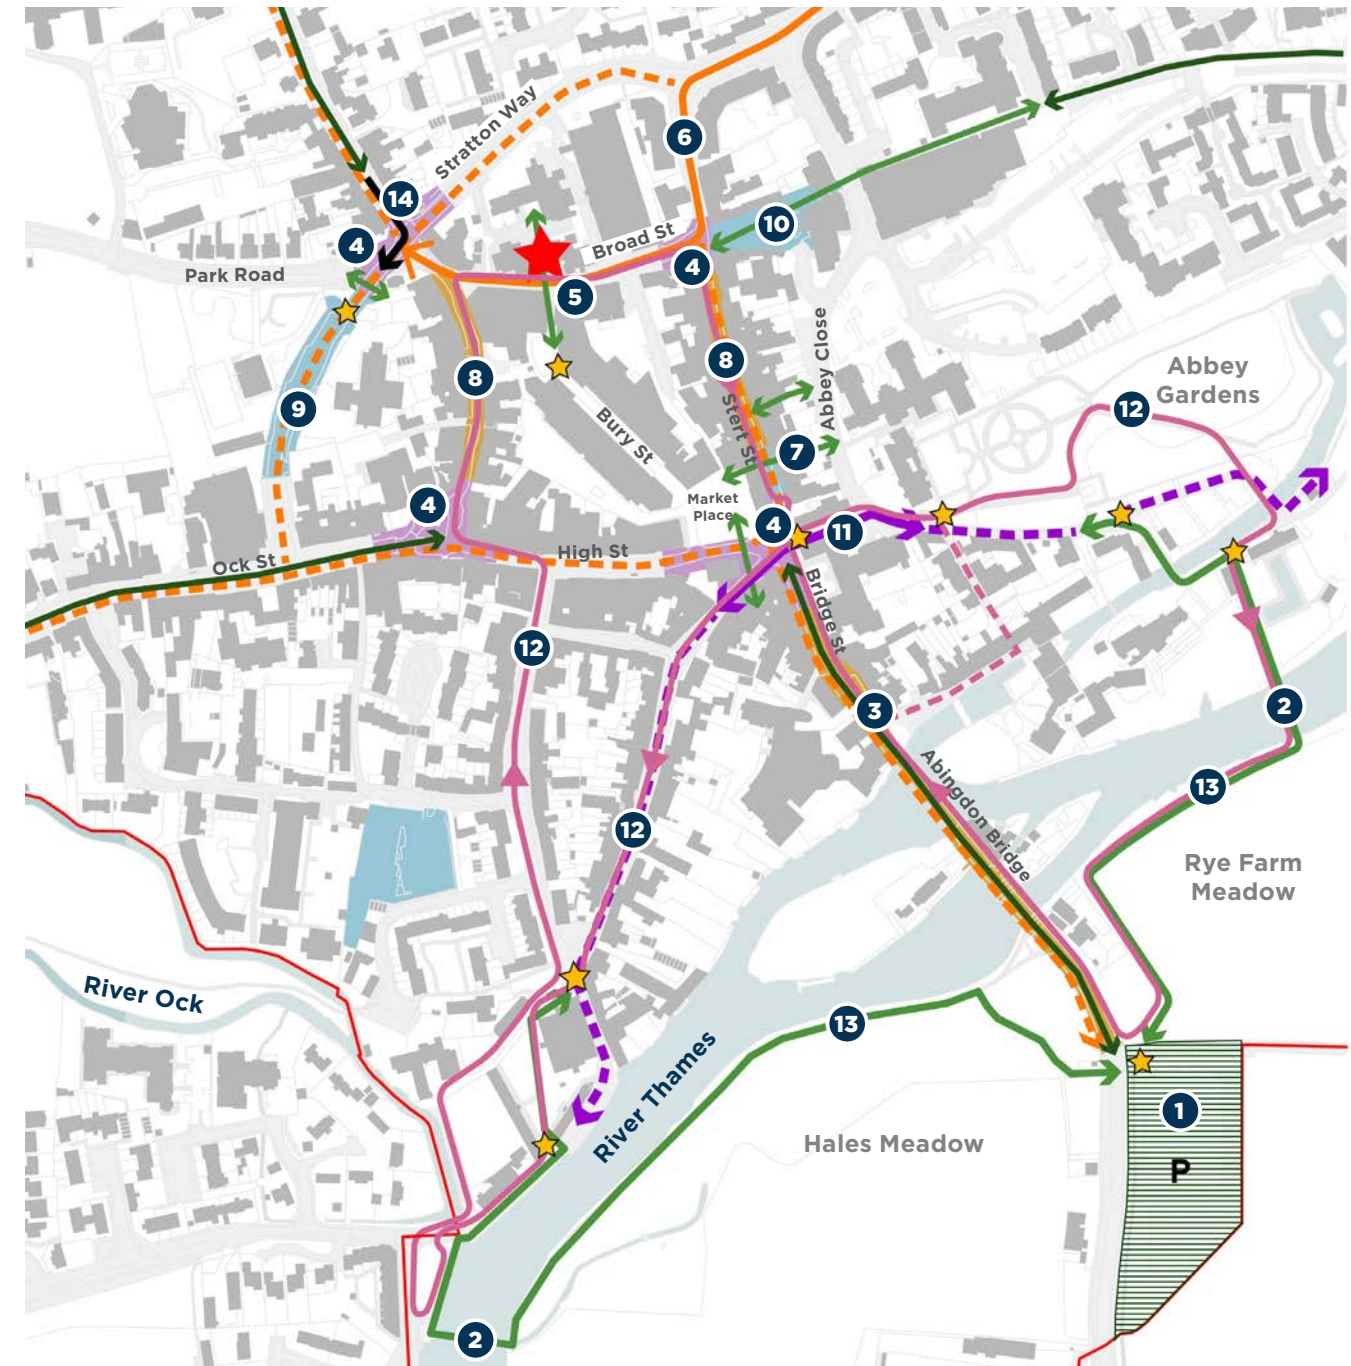 Stratton Way
6
14
10
4
Broad St
4
Park Road
5
Abbey Close
8
Abbey
Gardens
8
9
Stert St
12
Bury St
7
Market
Place
4
4
11
High St
Ock St
Bridge St
12
3
2
Abingdon Bridge
13
12
Rye Farm
Meadow
River Ock
13
River Thames
1
Hales Meadow
P
2